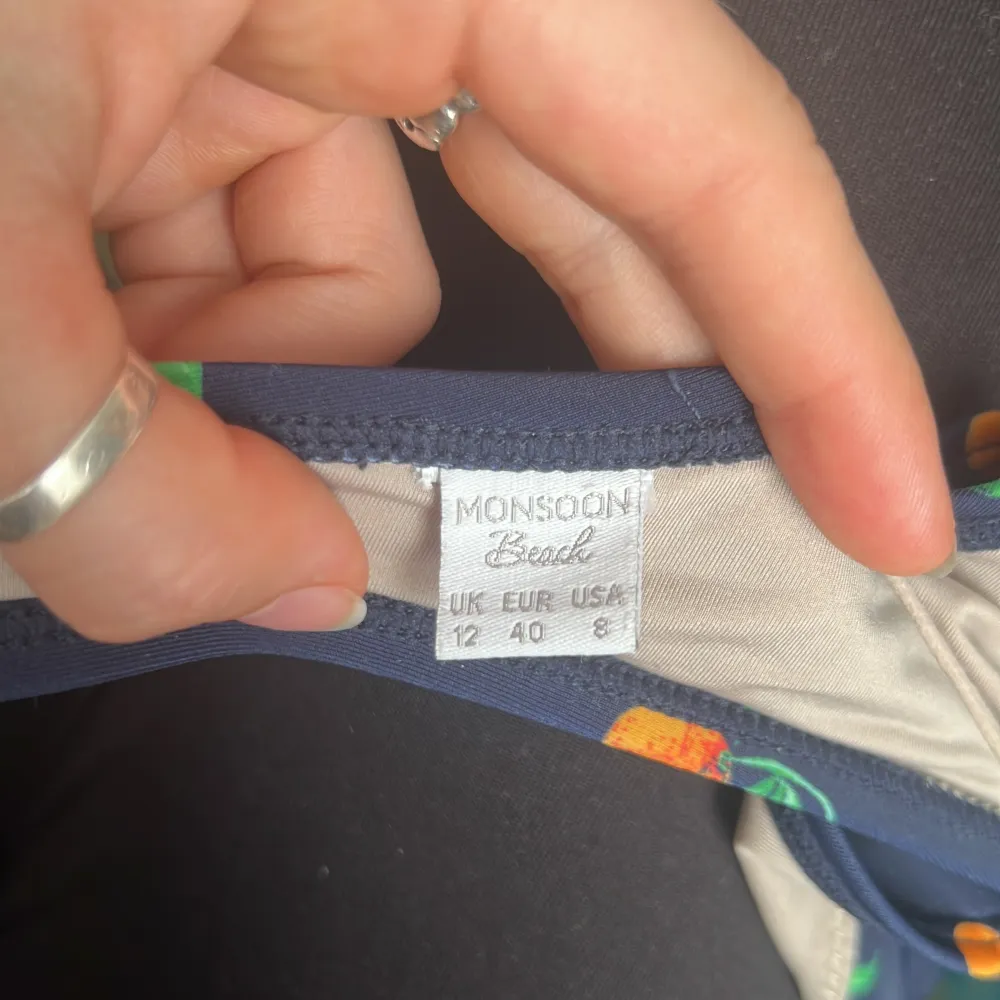 MONSOON
Beach
UK EUR USA
12 40 8